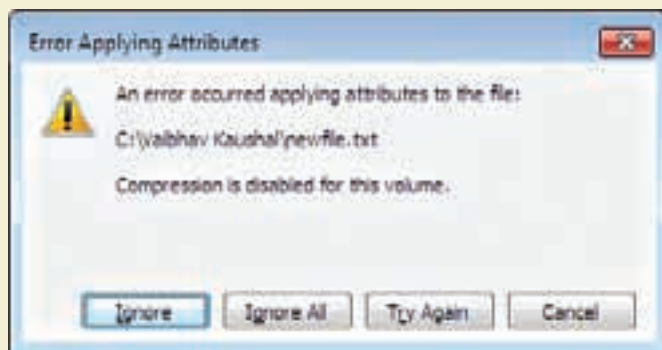 Error Applying Attributes
An error occurred applying attributes to the file:
C:\Vaibhav Kaushal\newfile.txt
Compression is disabled for this volume.
Ignore
Ignore All
Try Again
Cancel